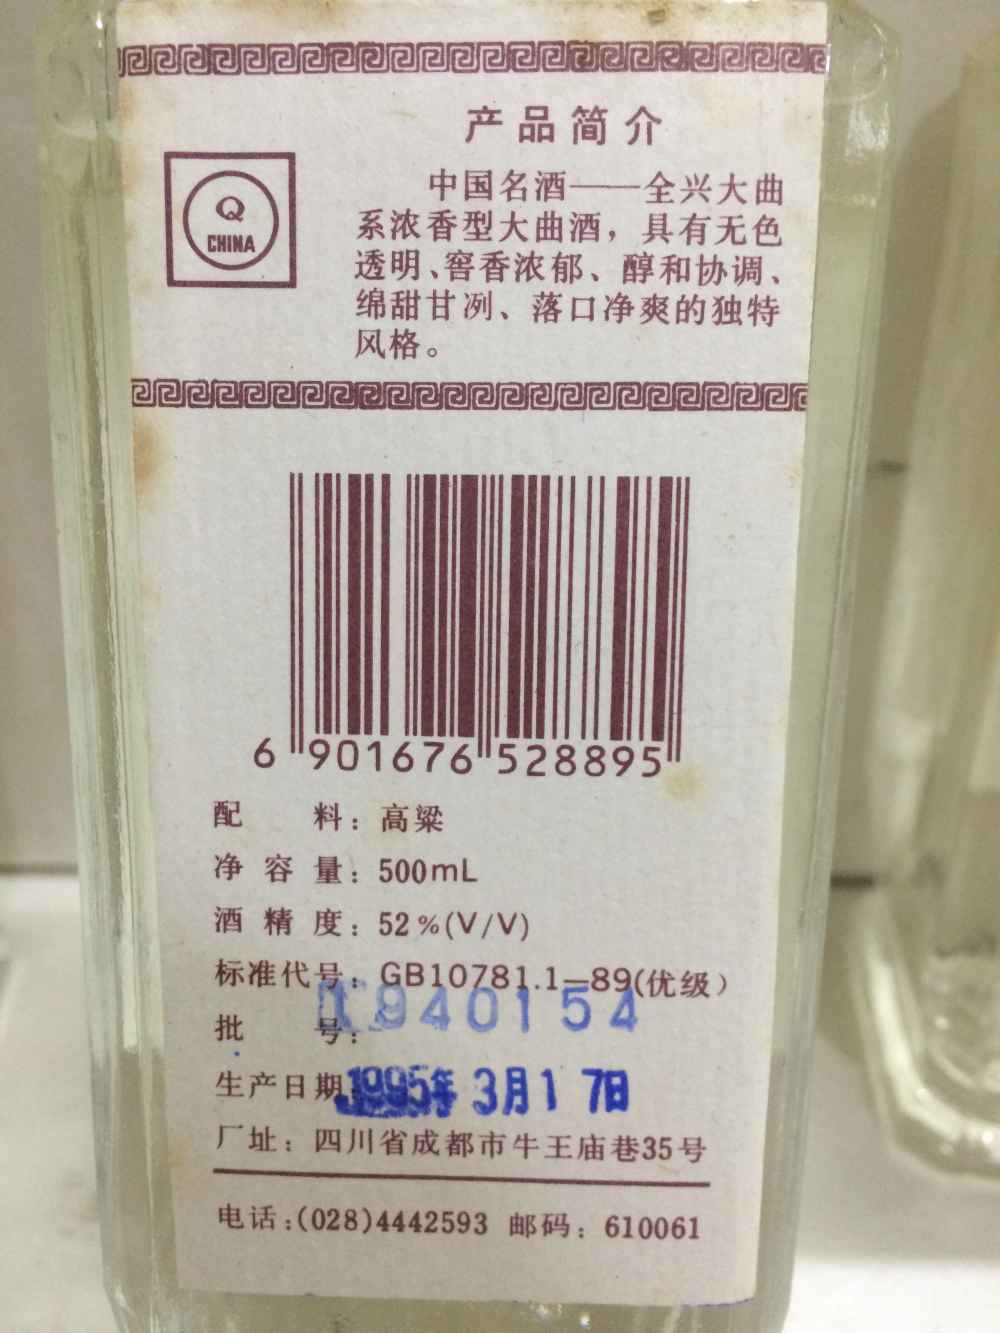 产品简介
Q
CHINA
中国名酒——全兴大曲
系浓香型大曲酒，具有无色
透明、窖香浓郁、醇和协调、
绵甜甘冽、落口净爽的独特
风格。
6 901676 528895
配 料：高粱
净容量：500mL
酒精度：52%(V/V)
标准代号：GB10781.1—89(优级)
批 号：940154
生产日期 1995年3月17日
厂址：四川省成都市牛王庙巷35号
电话：(028)4442593 邮码：610061